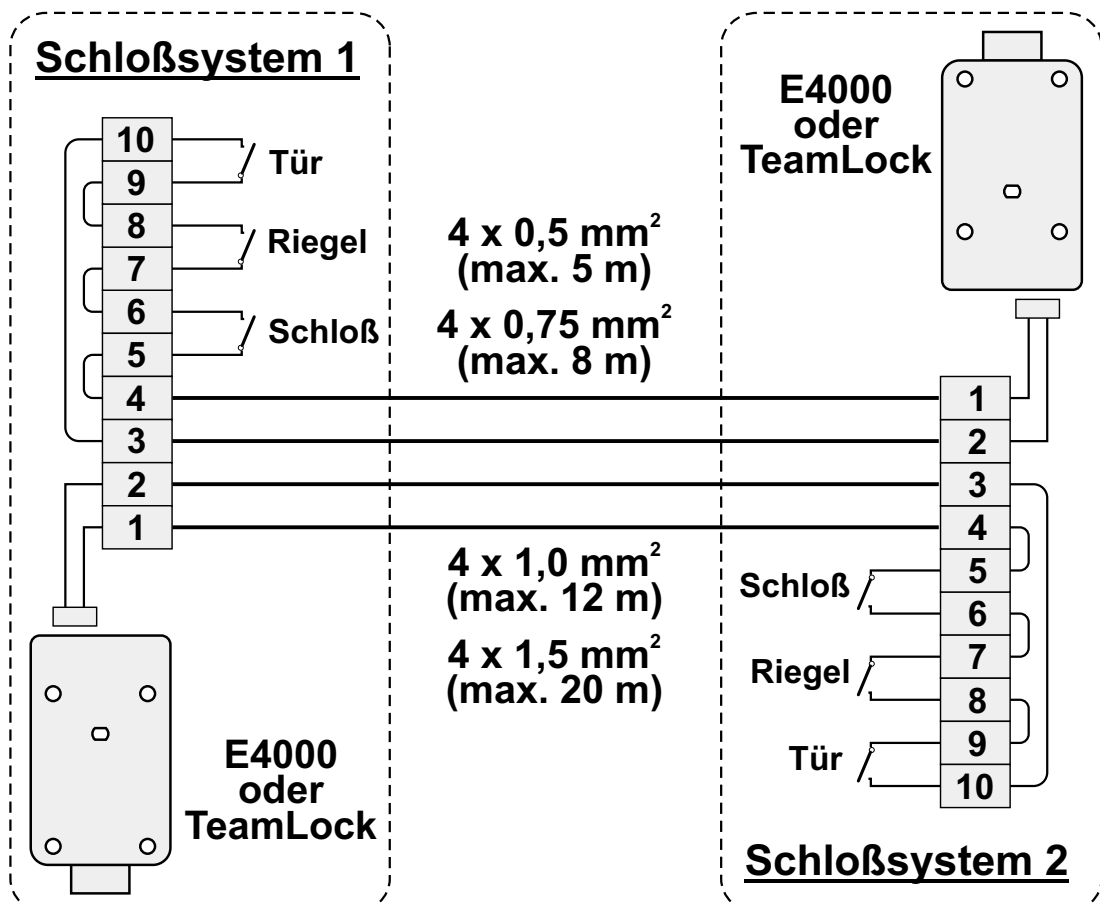 Schloßsystem 1
10
9
8
7
6
5
4
3
2
1
Tür
Riegel
Schloß
E4000
oder
TeamLock
4 x 0,5 mm²
(max. 5 m)
4 x 0,75 mm²
(max. 8 m)
4 x 1,0 mm²
(max. 12 m)
4 x 1,5 mm²
(max. 20 m)
E4000
oder
TeamLock
1
2
3
4
5
6
7
8
9
10
Schloß
Riegel
Tür
Schloßsystem 2